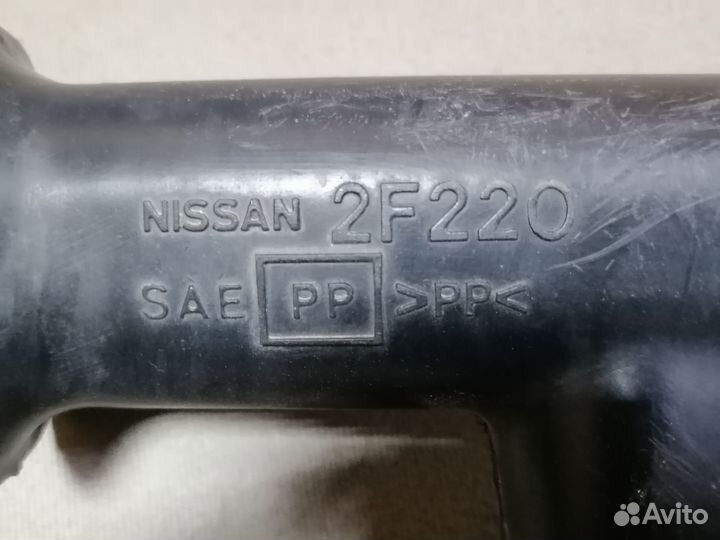 NISSAN 2F220
SAE PP >PP<
Avito